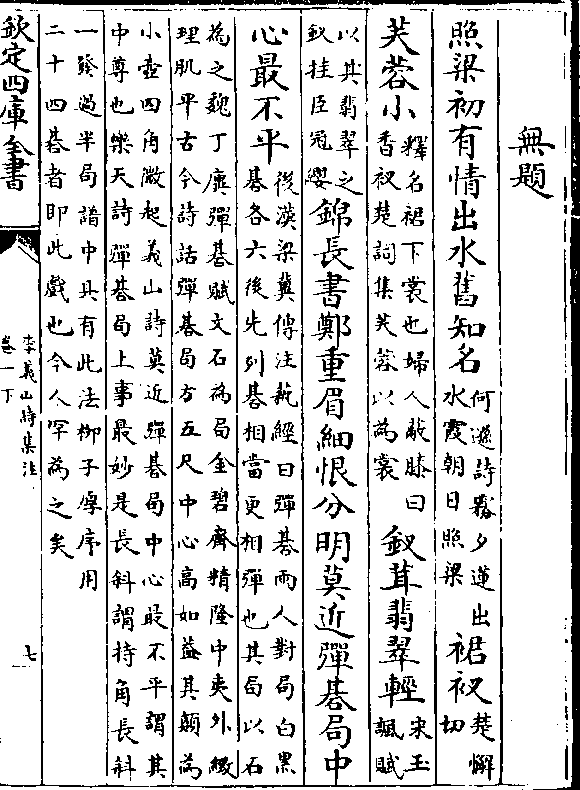 無題
照梁初有情出水舊知名何遜詩霧夕蓮出水霞朝日照梁裙衩楚懈切
芙蓉小釋名裙下裳也婦人蔽膝曰香衩楚詞集芙蓉以為裳釵茸翡翠輕宋玉諷賦
以其翡翠之釵挂臣冠纓錦長書鄭重眉細恨分明莫近彈碁局中
心最不平後漢梁冀傳注藝經曰彈碁兩人對局白黑碁各六後先列碁相當更相彈也其局以石
為之魏丁廙彈碁賦文石為局金碧齊精隆中夷外緻理肌平古今詩話彈碁局方五尺中心高如葢其顛為
小壺四角微起義山詩莫近彈碁局中心最不平謂其中尊也樂天詩彈碁局上事最妙是長斜謂持角長斜
一發過半局譜中具有此法柳子厚序用二十四碁者即此戲也今人罕為之矣
欽定四庫全書
李義山詩集注
卷一下
七